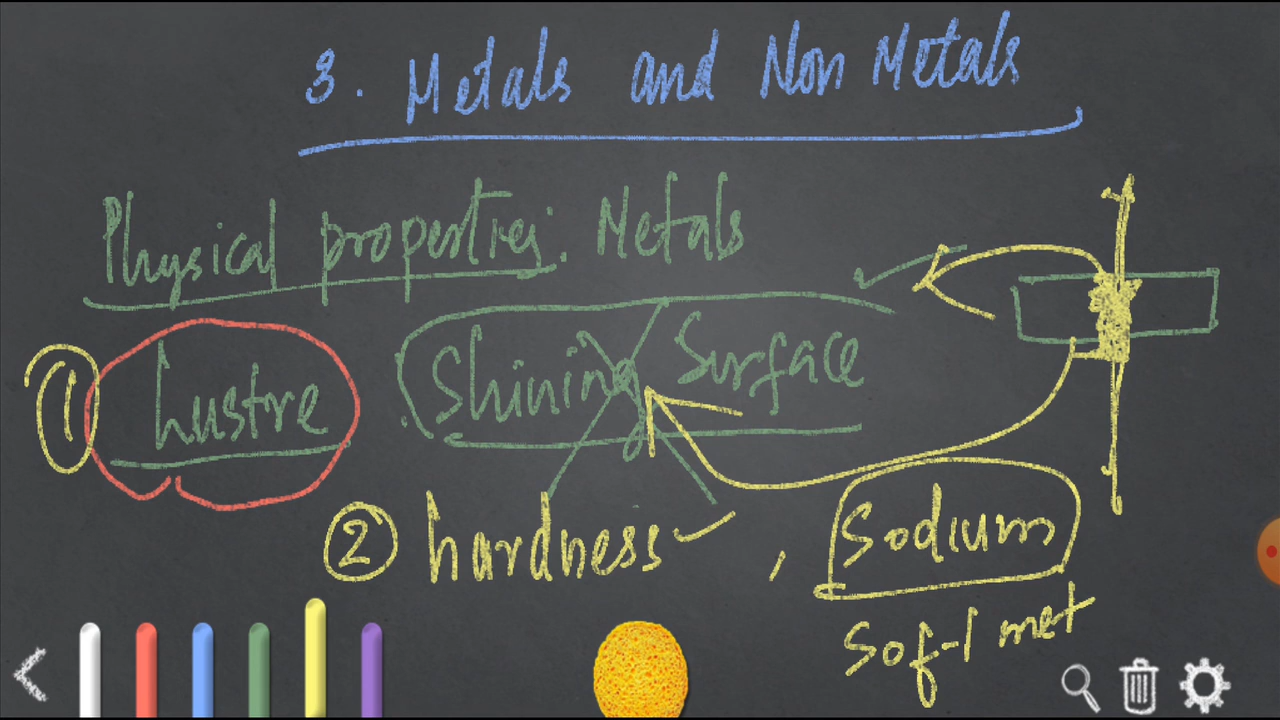 3. Metals and Non Metals
Physical properties: Metals
1 Lustre Shining Surface
2 hardness , Sodium
Soft met